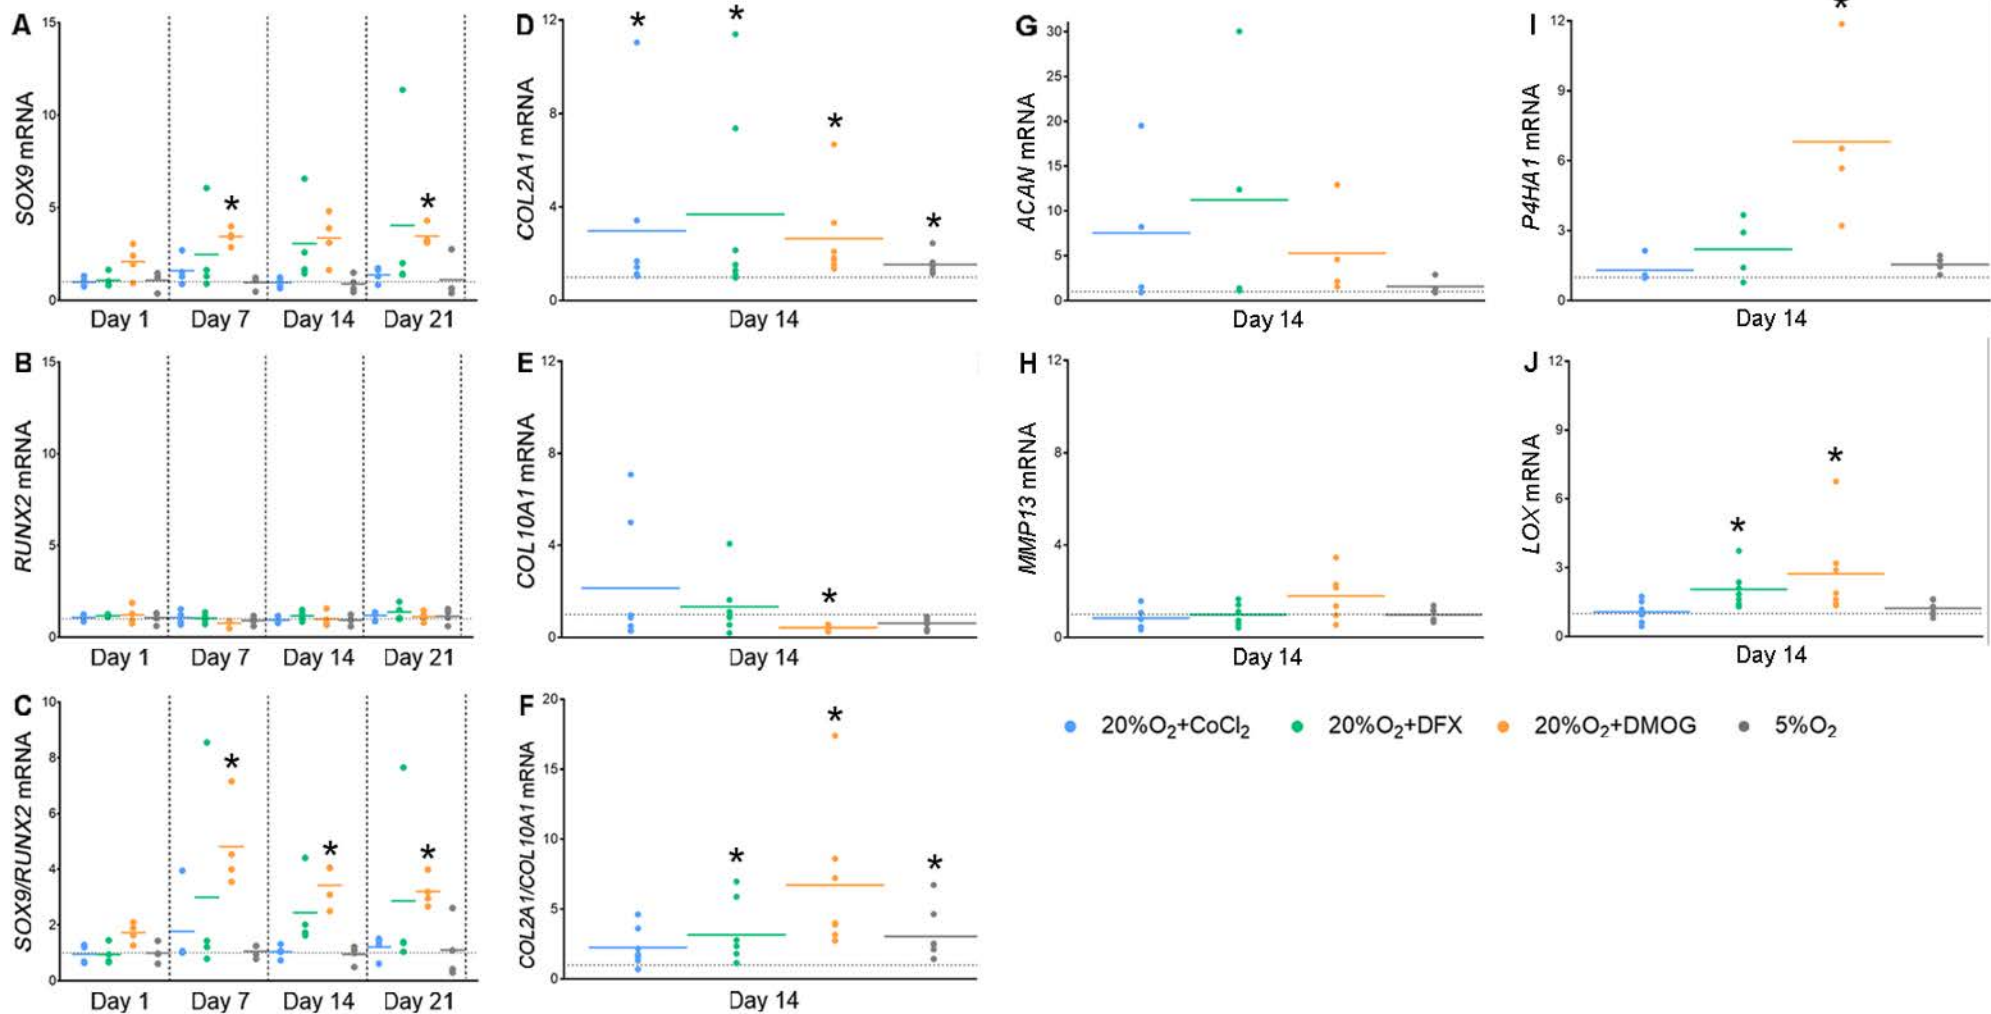 A
SOX9 mRNA
15
10
5
0
*
*
Day 1
Day 7
Day 14
Day 21
B
RUNX2 mRNA
15
10
5
0
Day 1
Day 7
Day 14
Day 21
C
SOX9/RUNX2 mRNA
10
8
6
4
2
0
*
*
*
Day 1
Day 7
Day 14
Day 21
D
COL2A1 mRNA
12
8
4
0
*
*
*
*
Day 14
E
COL10A1 mRNA
12
8
4
0
*
Day 14
F
COL2A1/COL10A1 mRNA
20
15
10
5
0
*
*
*
Day 14
G
ACAN mRNA
30
25
20
15
10
5
0
Day 14
H
MMP13 mRNA
12
8
4
0
Day 14
I
P4HA1 mRNA
12
9
6
3
0
*
Day 14
J
LOX mRNA
12
9
6
3
0
*
*
Day 14
20%O₂+CoCl₂
20%O₂+DFX
20%O₂+DMOG
5%O₂